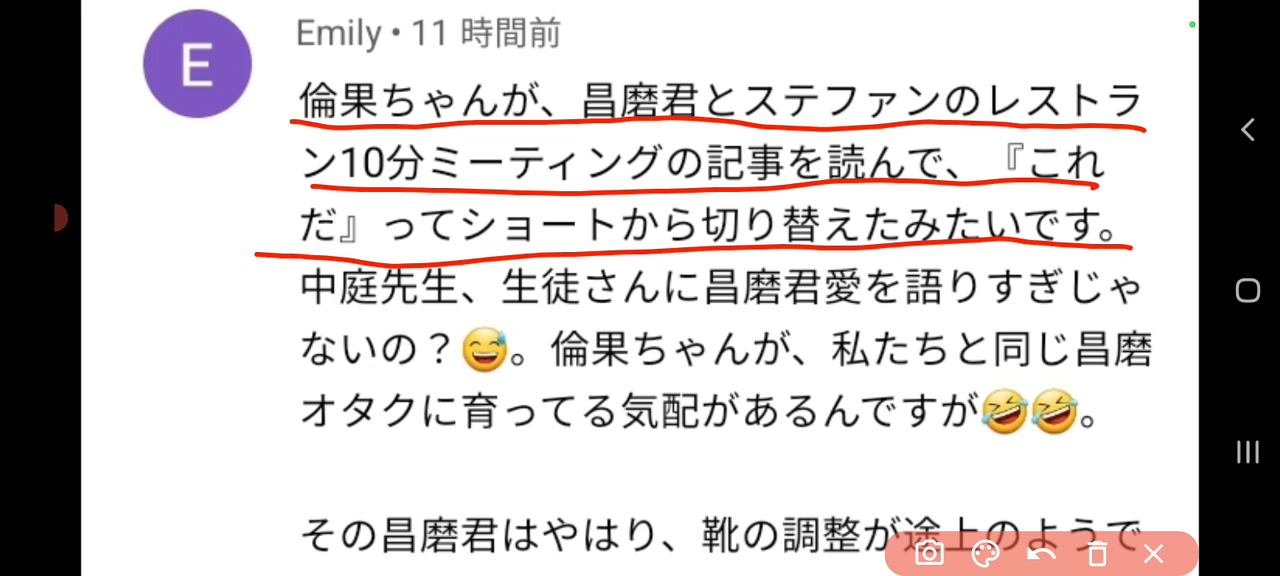 E
Emily • 11 時間前
倫果ちゃんが、昌磨君とステファンのレストラ
ン10分ミーティングの記事を読んで、『これ
だ』ってショートから切り替えたみたいです。
中庭先生、生徒さんに昌磨君愛を語りすぎじゃ
ないの？😅。倫果ちゃんが、私たちと同じ昌磨
オタクに育ってる気配があるんですが🤣🤣。
その昌磨君はやはり、靴の調整が途上のようで